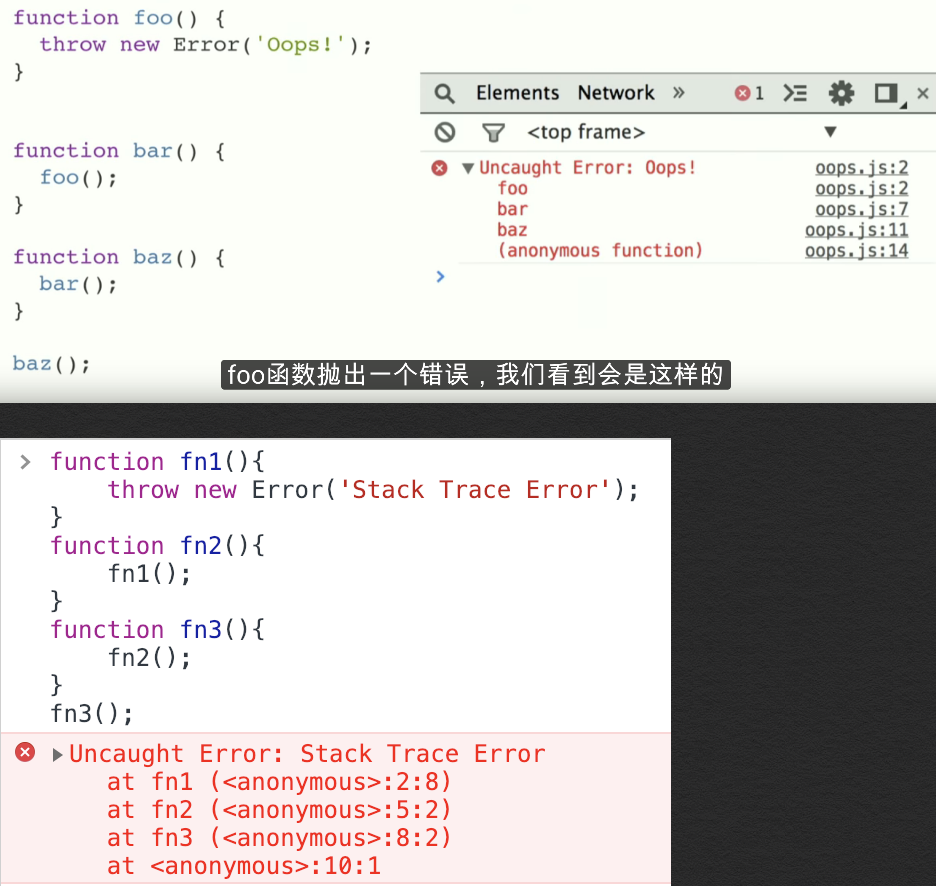 function foo() {
throw new Error('Oops!');
}
function bar() {
foo();
}
function baz() {
bar();
}
baz();
Elements Network » 1
<top frame>
Uncaught Error: Oops! oops.js:2
foo oops.js:2
bar oops.js:7
baz oops.js:11
(anonymous function) oops.js:14
foo函数抛出一个错误，我们看到会是这样的
function fn1(){
throw new Error('Stack Trace Error');
}
function fn2(){
fn1();
}
function fn3(){
fn2();
}
fn3();
Uncaught Error: Stack Trace Error
at fn1 (<anonymous>:2:8)
at fn2 (<anonymous>:5:2)
at fn3 (<anonymous>:8:2)
at <anonymous>:10:1